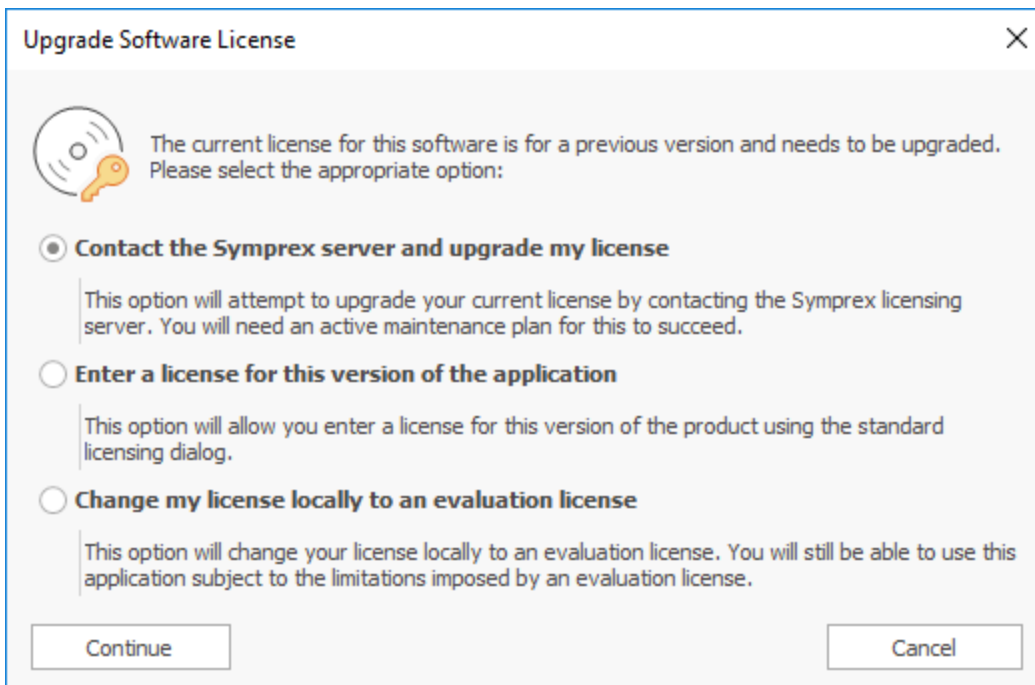 Upgrade Software License
The current license for this software is for a previous version and needs to be upgraded.
Please select the appropriate option:
Contact the Symprex server and upgrade my license
This option will attempt to upgrade your current license by contacting the Symprex licensing
server. You will need an active maintenance plan for this to succeed.
Enter a license for this version of the application
This option will allow you enter a license for this version of the product using the standard
licensing dialog.
Change my license locally to an evaluation license
This option will change your license locally to an evaluation license. You will still be able to use this
application subject to the limitations imposed by an evaluation license.
Continue
Cancel